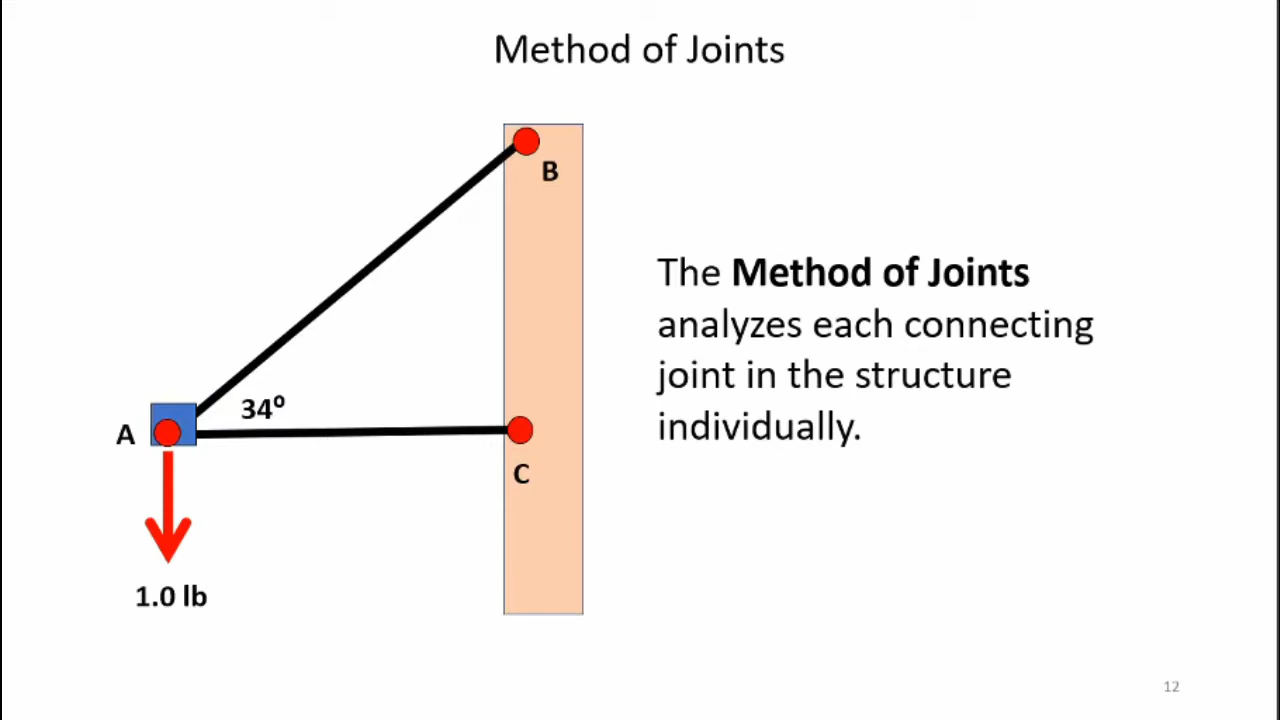 Method of Joints
B
The Method of Joints
analyzes each connecting
joint in the structure
individually.
34⁰
A
C
1.0 lb
12